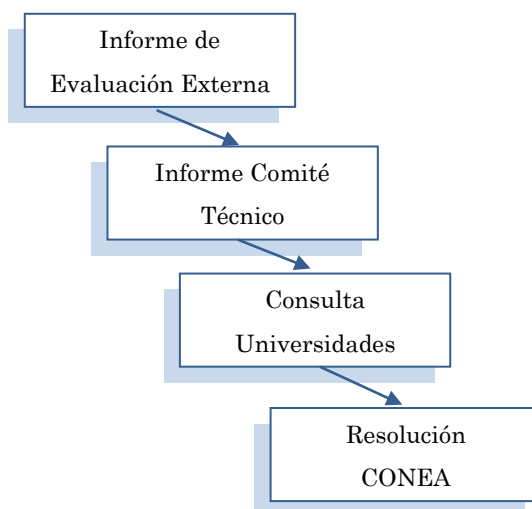 Informe de
Evaluación Externa
Informe Comité
Técnico
Consulta
Universidades
Resolución
CONEA